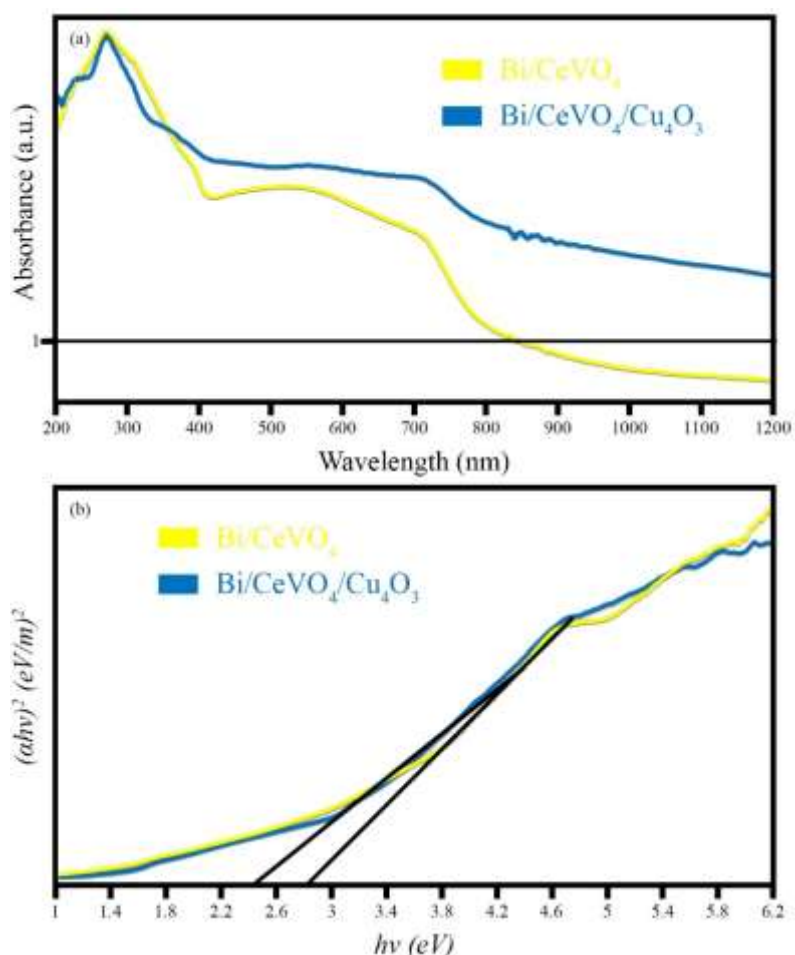 (a)
Bi/CeVO₄
Bi/CeVO₄/Cu₄O₃
Absorbance (a.u.)
1
200 300 400 500 600 700 800 900 1000 1100 1200
Wavelength (nm)
(b)
Bi/CeVO₄
Bi/CeVO₄/Cu₄O₃
(αhν)² (eV/m)²
1 1.4 1.8 2.2 2.6 3 3.4 3.8 4.2 4.6 5 5.4 5.8 6.2
hν (eV)